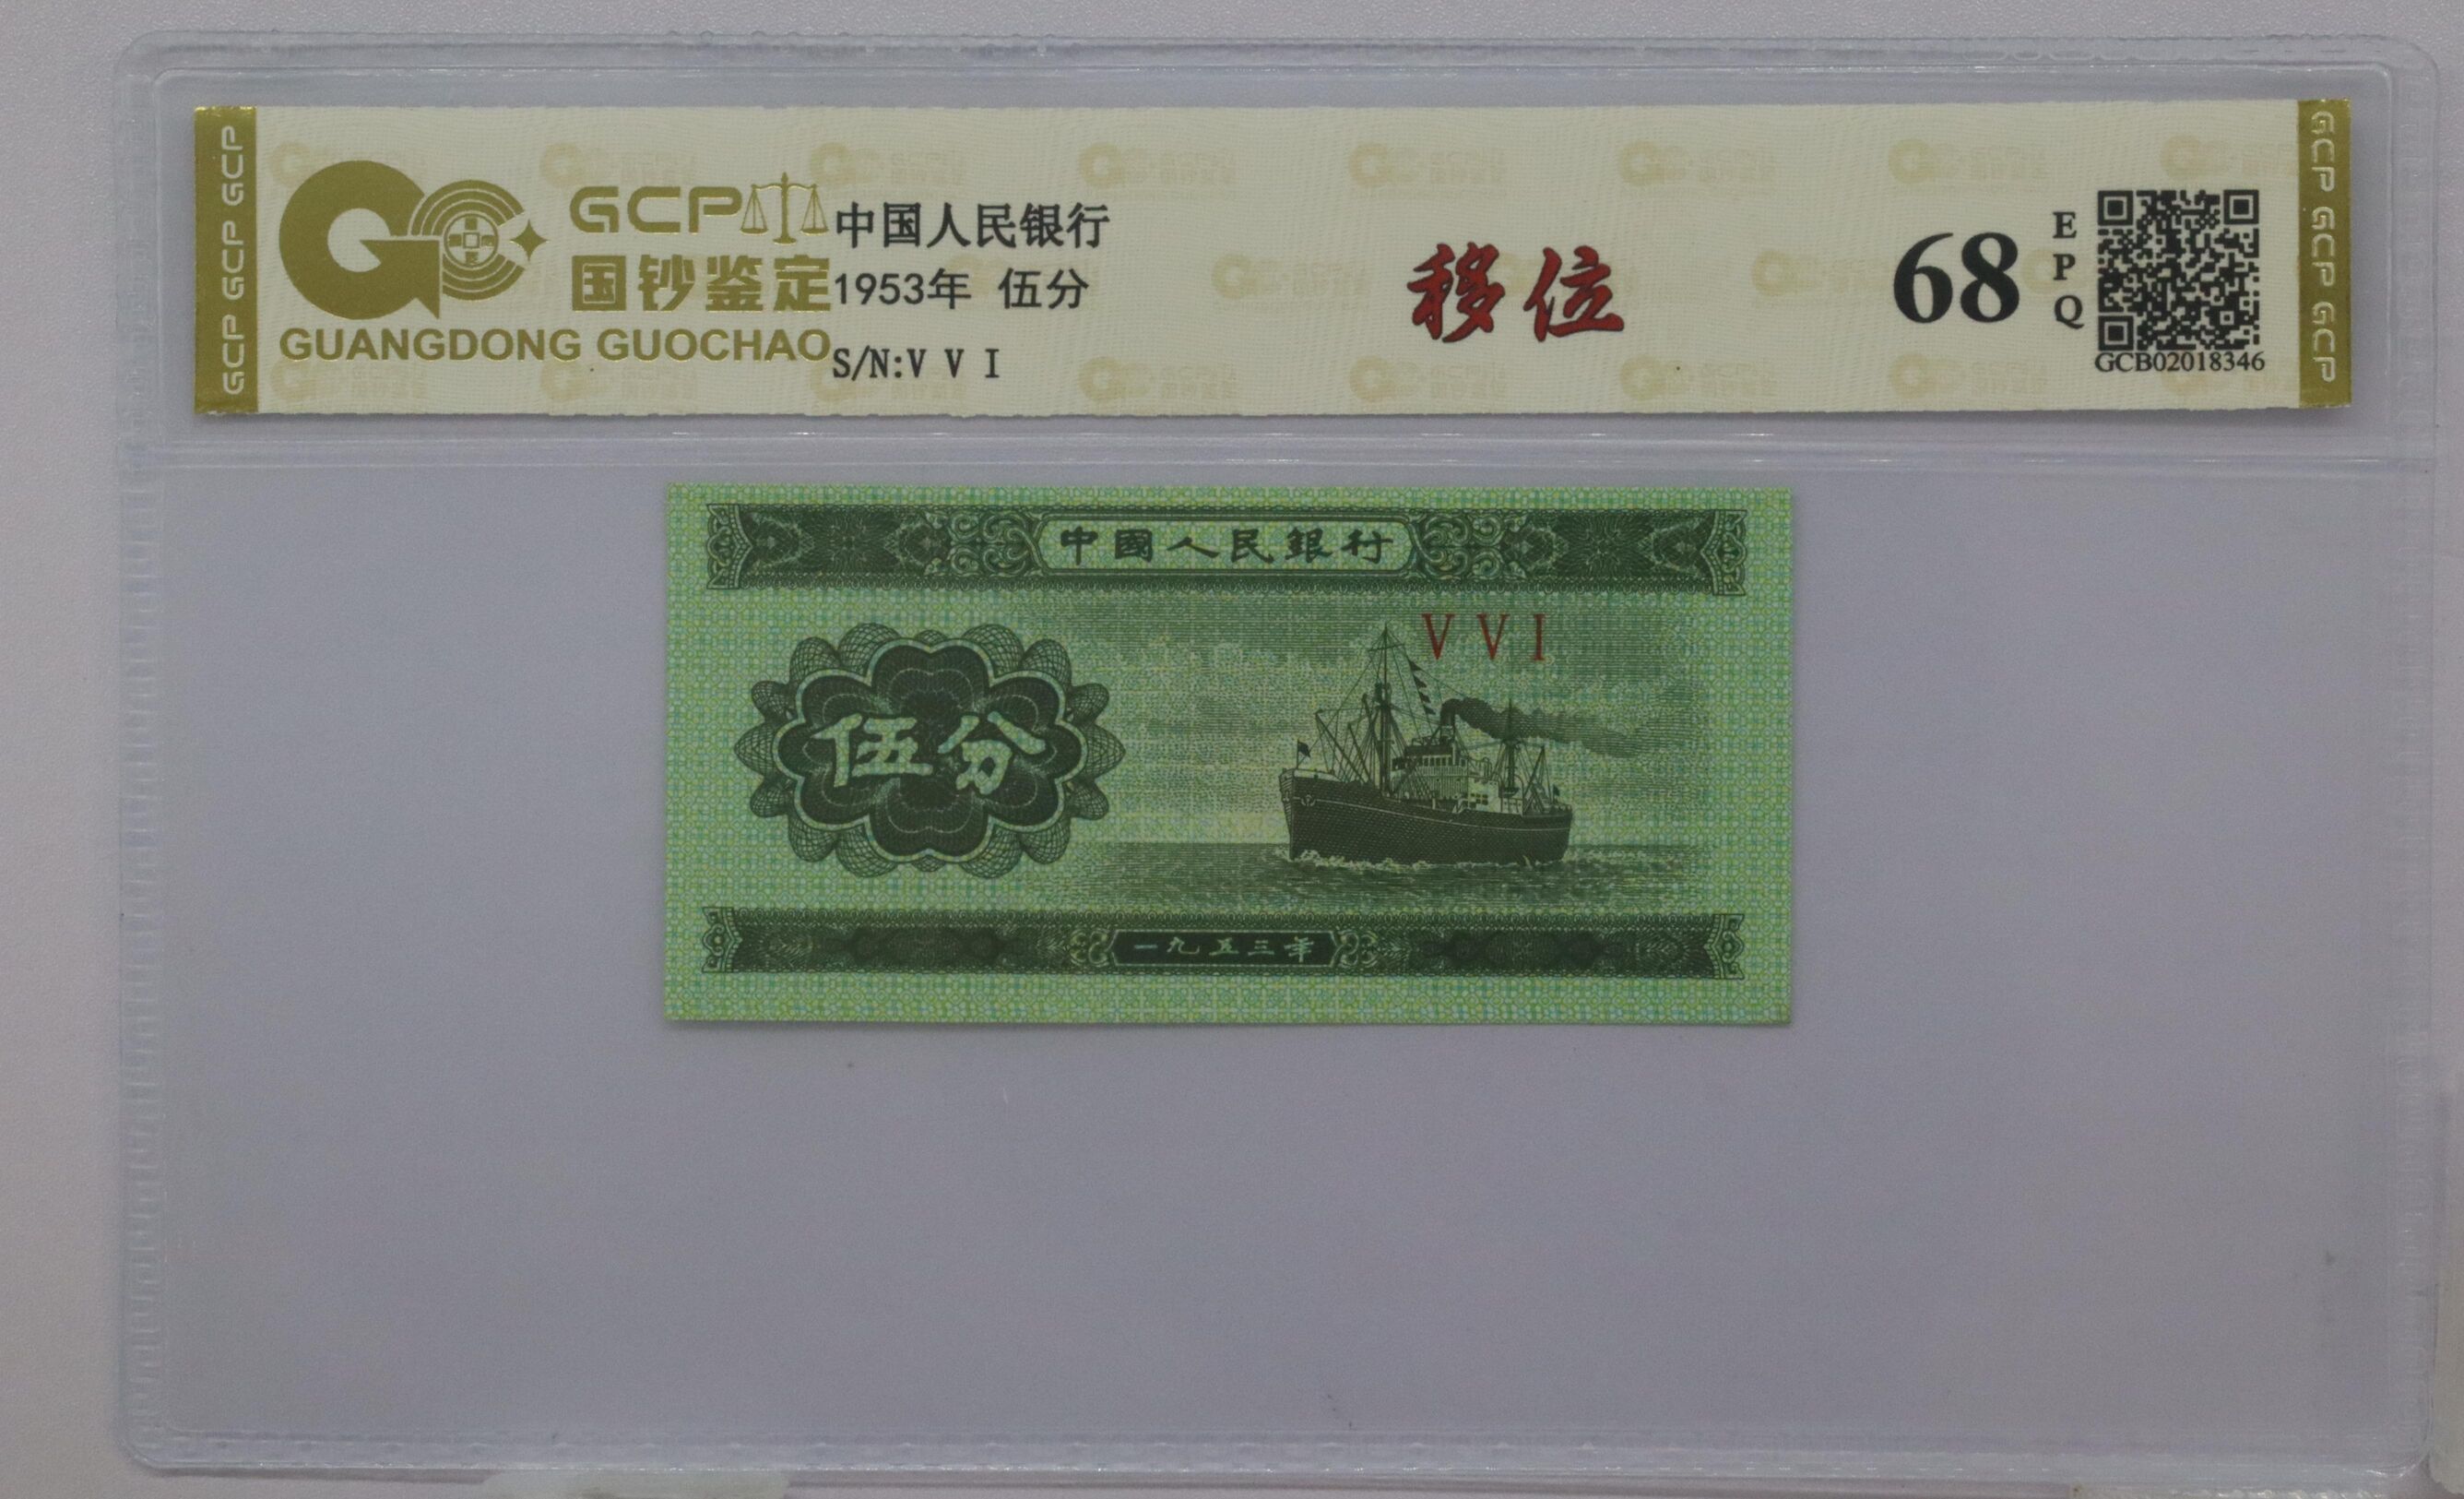 GCP GCP GCP
GCP
国钞鉴定
GUANGDONG GUOCHAO
中国人民银行
1953年 伍分
S/N:V V I
移位
68
EPQ
GCB02018346
GCP GCP GCP
中國人民銀行
V V I
伍分
一九五三年